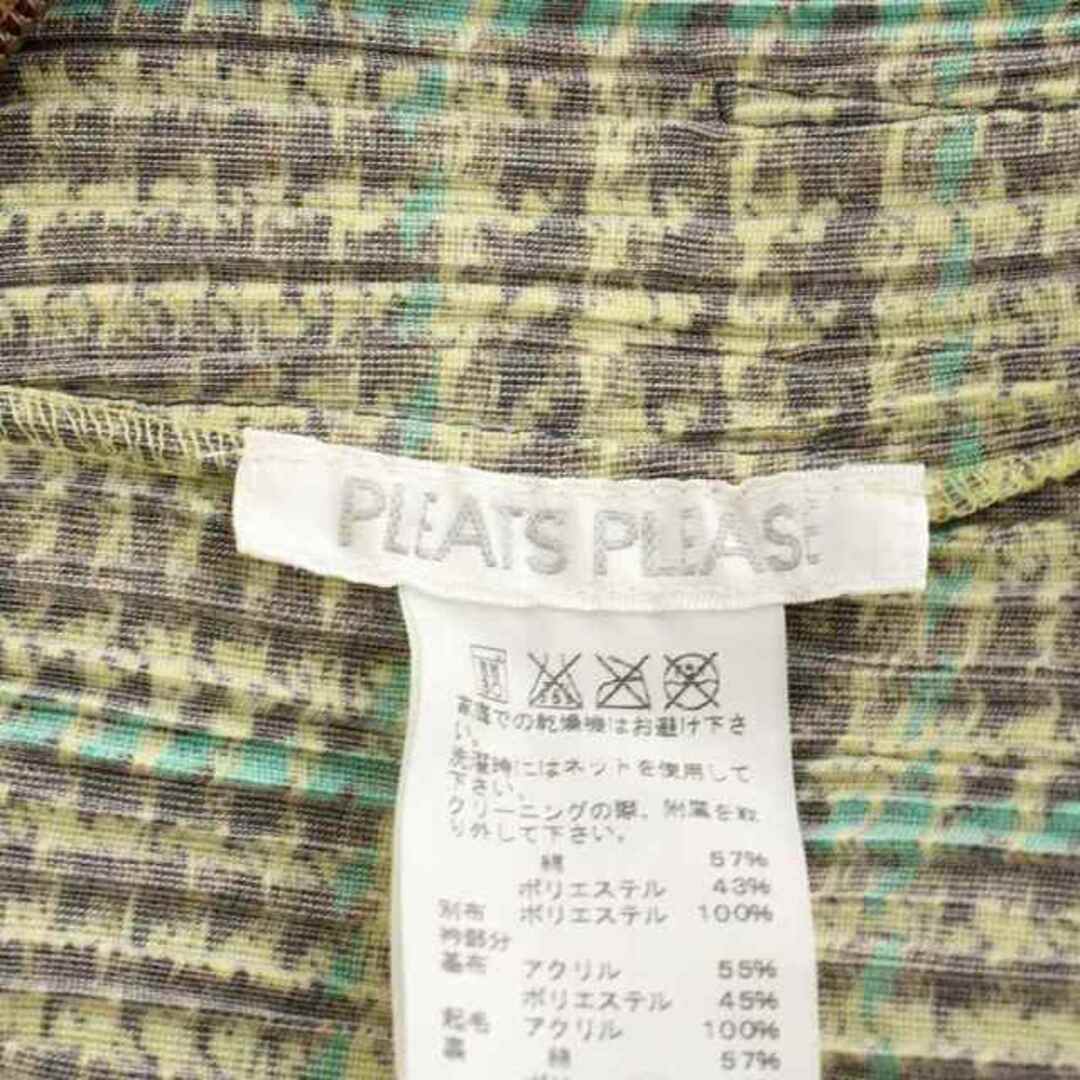 PLEATS PLEASE
高温での乾燥機はお避け下さ
い。
洗濯時にはネットを使用して
下さい。
クリーニングの際、附属を取
り外して下さい。
綿 57%
ポリエステル 43%
別布 ポリエステル 100%
衿部分
基布 アクリル 55%
ポリエステル 45%
起毛 アクリル 100%
裏 綿 57%